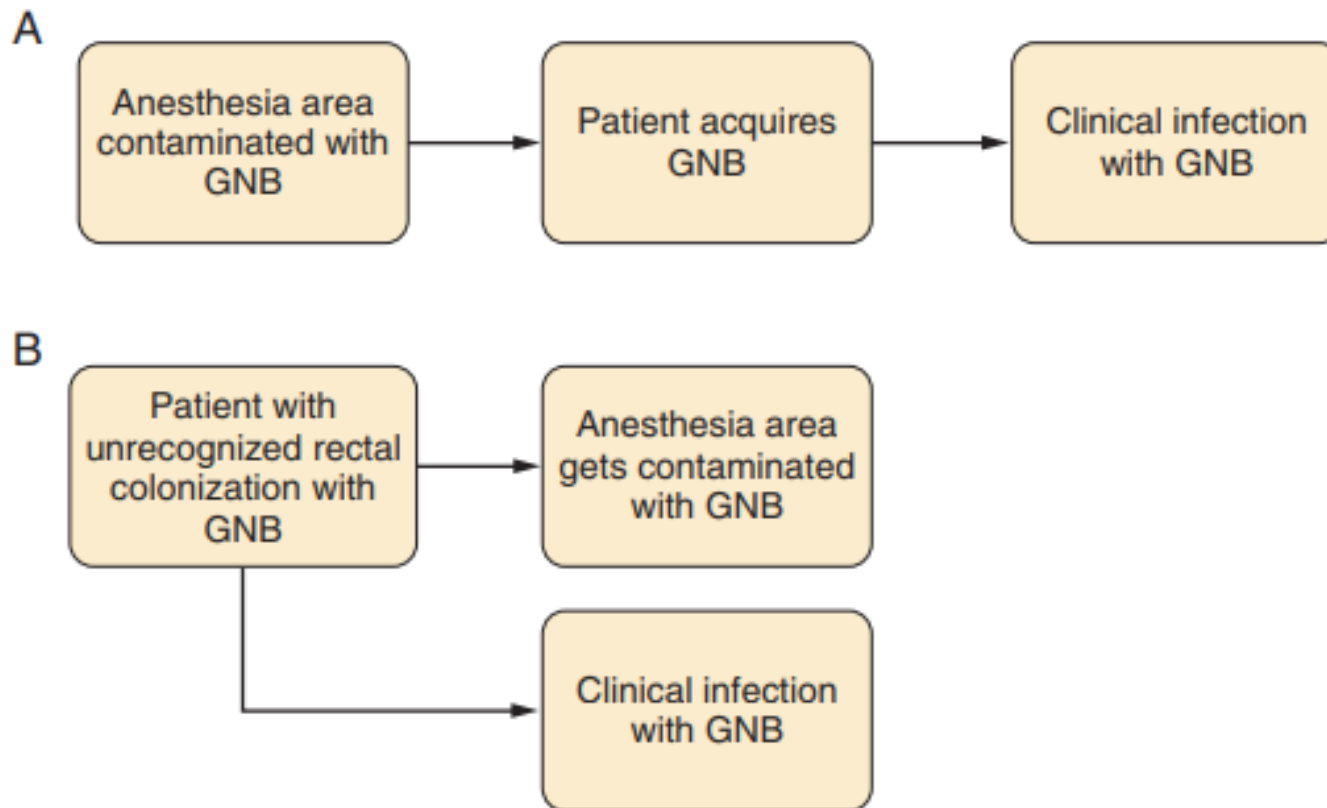 A
Anesthesia area
contaminated with
GNB
Patient acquires
GNB
Clinical infection
with GNB
B
Patient with
unrecognized rectal
colonization with
GNB
Anesthesia area
gets contaminated
with GNB
Clinical infection
with GNB